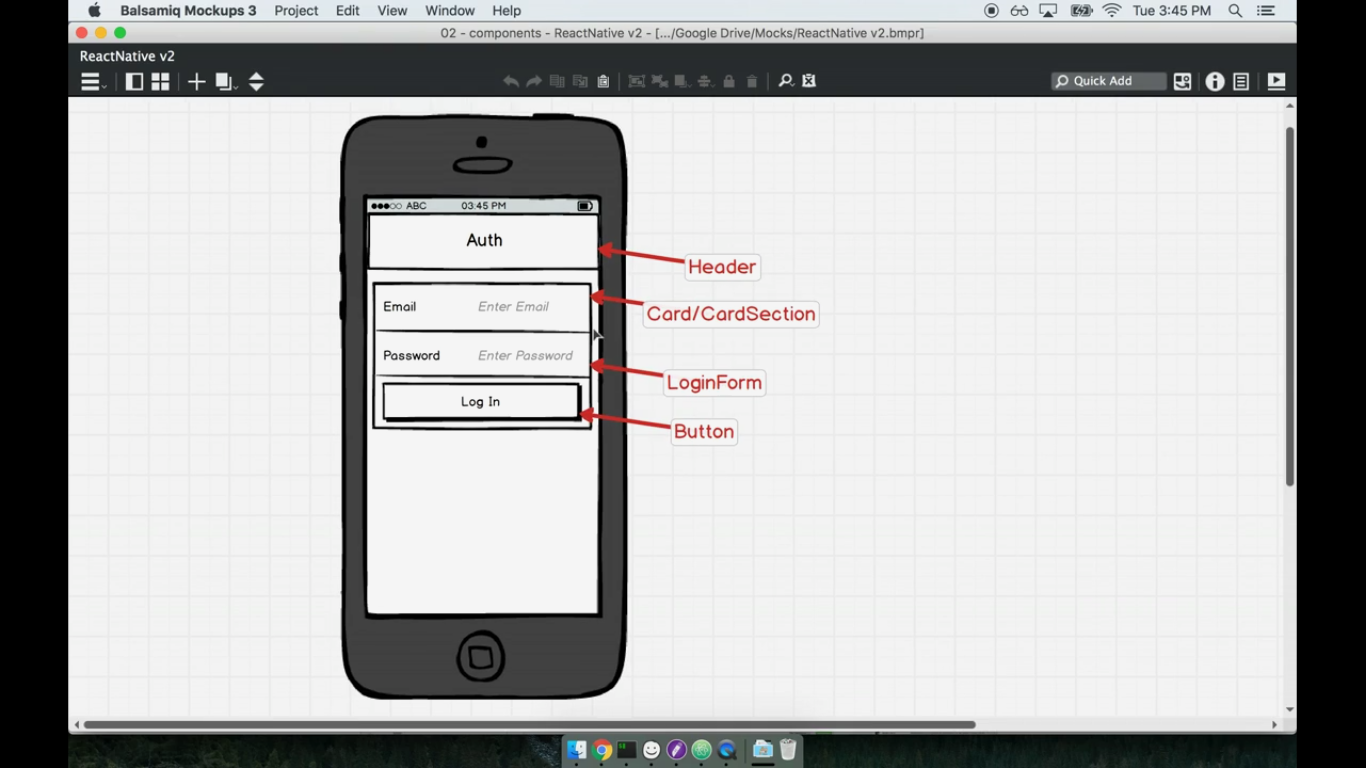 Balsamiq Mockups 3 Project Edit View Window Help Tue 3:45 PM
02 - components - ReactNative v2 - [.../Google Drive/Mocks/ReactNative v2.bmpr]
ReactNative v2
Quick Add
ABC 03:45 PM
Auth
Header
Email Enter Email
Card/CardSection
Password Enter Password
LoginForm
Log In
Button